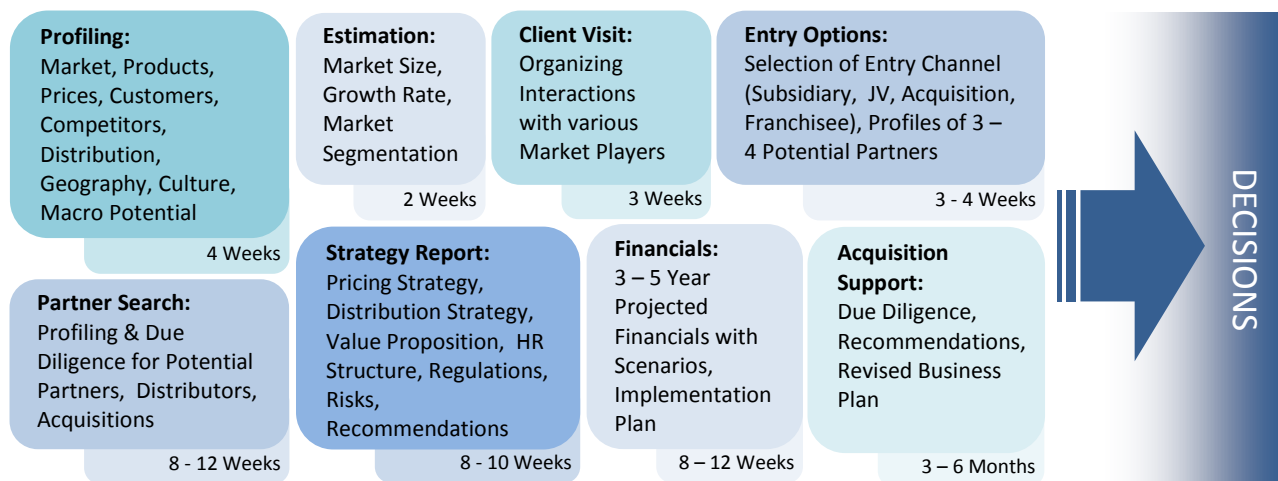 Profiling:
Market, Products,
Prices, Customers,
Competitors,
Distribution,
Geography, Culture,
Macro Potential
4 Weeks
Estimation:
Market Size,
Growth Rate,
Market
Segmentation
2 Weeks
Client Visit:
Organizing
Interactions
with various
Market Players
3 Weeks
Entry Options:
Selection of Entry Channel
(Subsidiary, JV, Acquisition,
Franchisee), Profiles of 3 –
4 Potential Partners
3 - 4 Weeks
Partner Search:
Profiling & Due
Diligence for Potential
Partners, Distributors,
Acquisitions
8 - 12 Weeks
Strategy Report:
Pricing Strategy,
Distribution Strategy,
Value Proposition, HR
Structure, Regulations,
Risks,
Recommendations
8 - 10 Weeks
Financials:
3 – 5 Year
Projected
Financials with
Scenarios,
Implementation
Plan
8 – 12 Weeks
Acquisition
Support:
Due Diligence,
Recommendations,
Revised Business
Plan
3 – 6 Months
DECISIONS